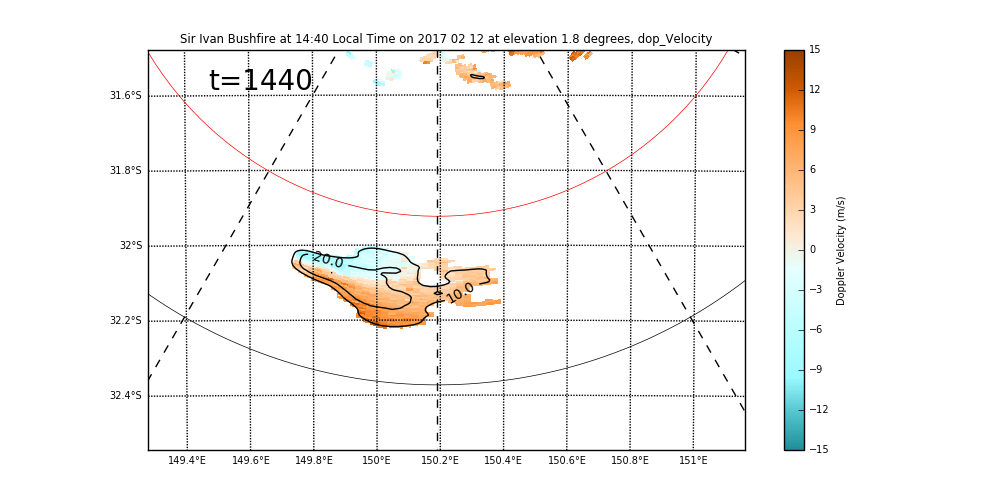 Sir Ivan Bushfire at 14:40 Local Time on 2017 02 12 at elevation 1.8 degrees, dop_Velocity
t=1440
31.6°S
31.8°S
32°S
32.2°S
32.4°S
20.0
10.0
149.4°E 149.6°E 149.8°E 150°E 150.2°E 150.4°E 150.6°E 150.8°E 151°E
15
12
9
6
3
0
−3
−6
−9
−12
−15
Doppler Velocity (m/s)